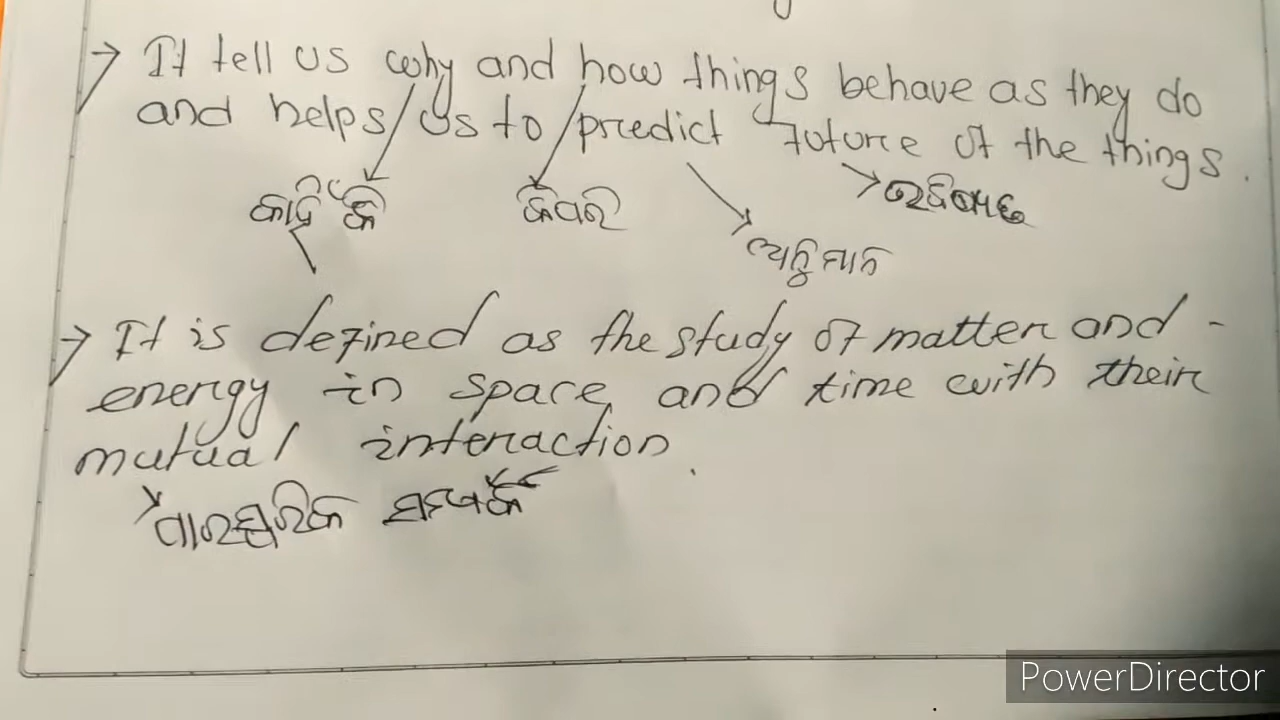 → It tell us why and how things behave as they do
and helps us to predict future of the things.
କାହିଁକି କିପରି ଭବିଷ୍ୟତ
ଅନୁମାନ
→ It is defined as the study of matter and -
energy in space and time with their
mutual interaction.
ପାରସ୍ପରିକ ସମ୍ପର୍କ
PowerDirector